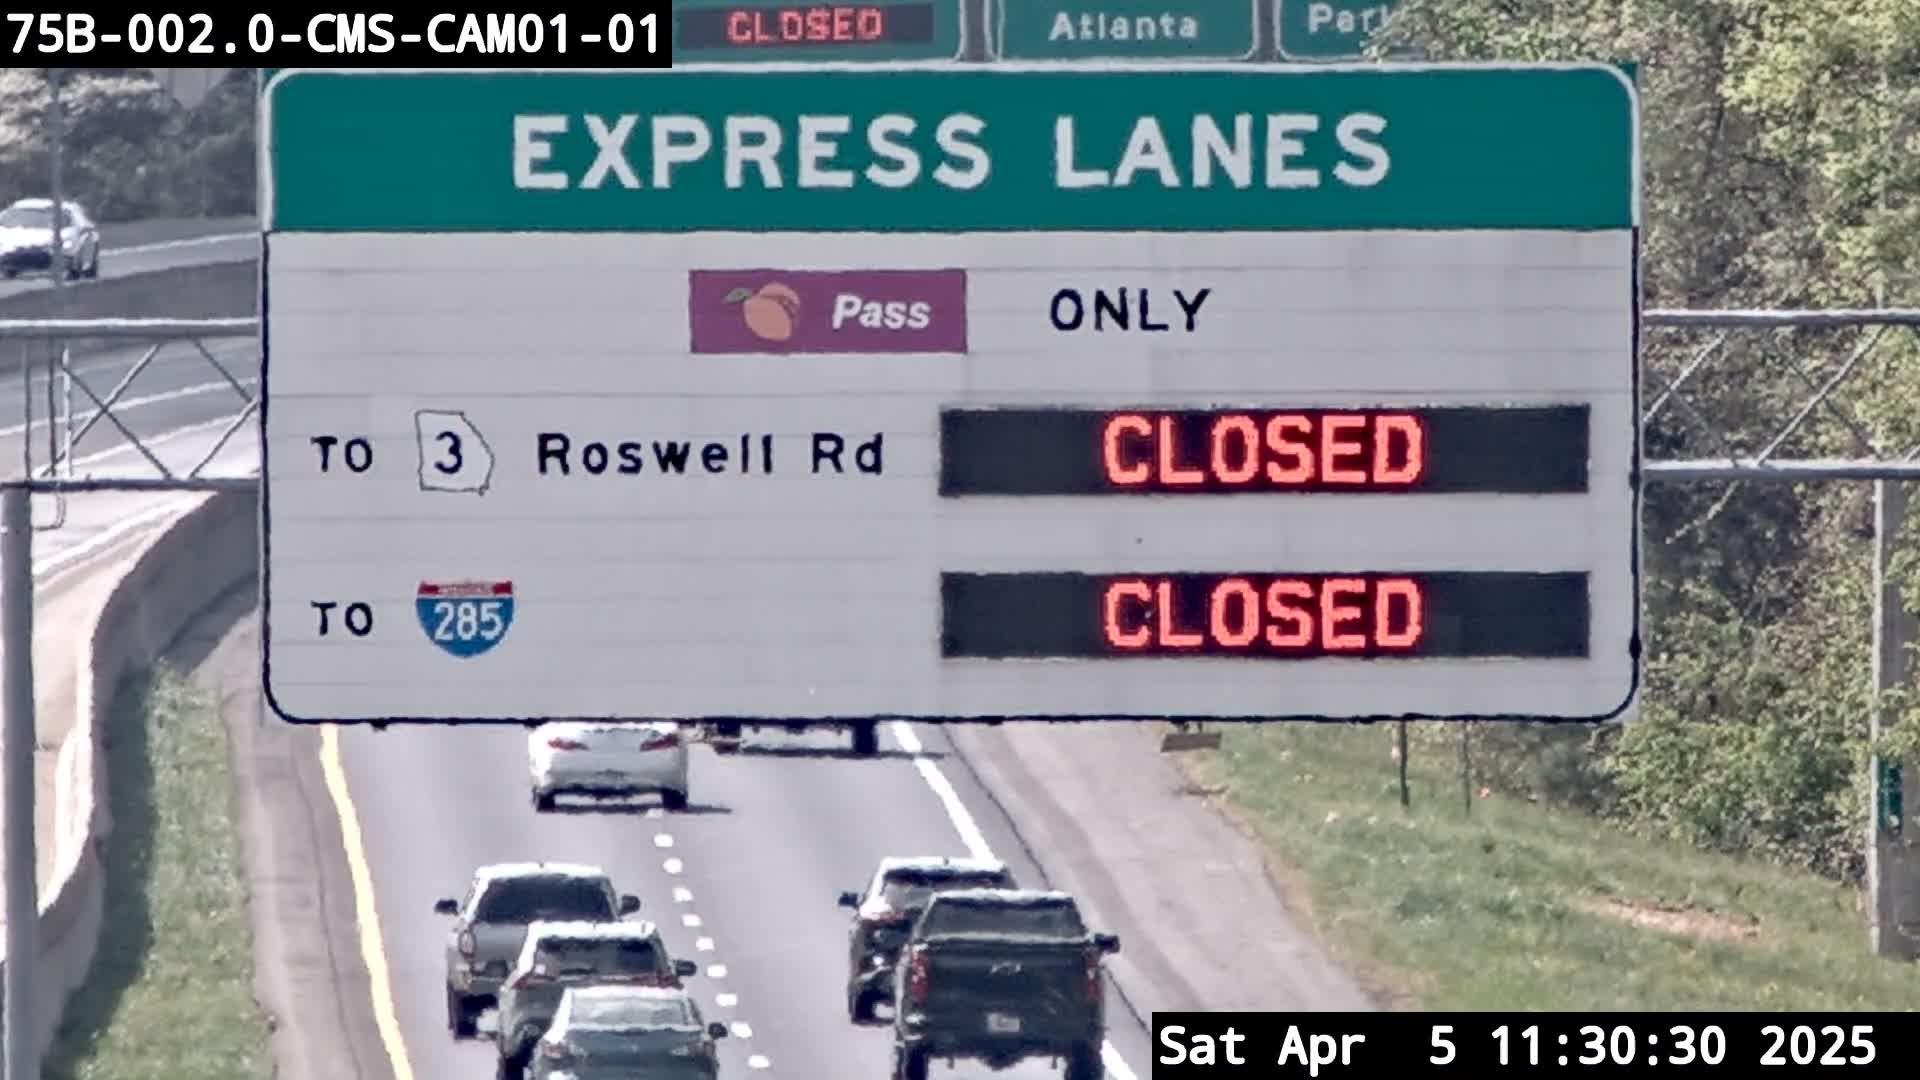 75B-002.0-CMS-CAM01-01
CLOSED
Atlanta
EXPRESS LANES
Pass ONLY
TO 3 Roswell Rd CLOSED
TO 285 CLOSED
Sat Apr 5 11:30:30 2025